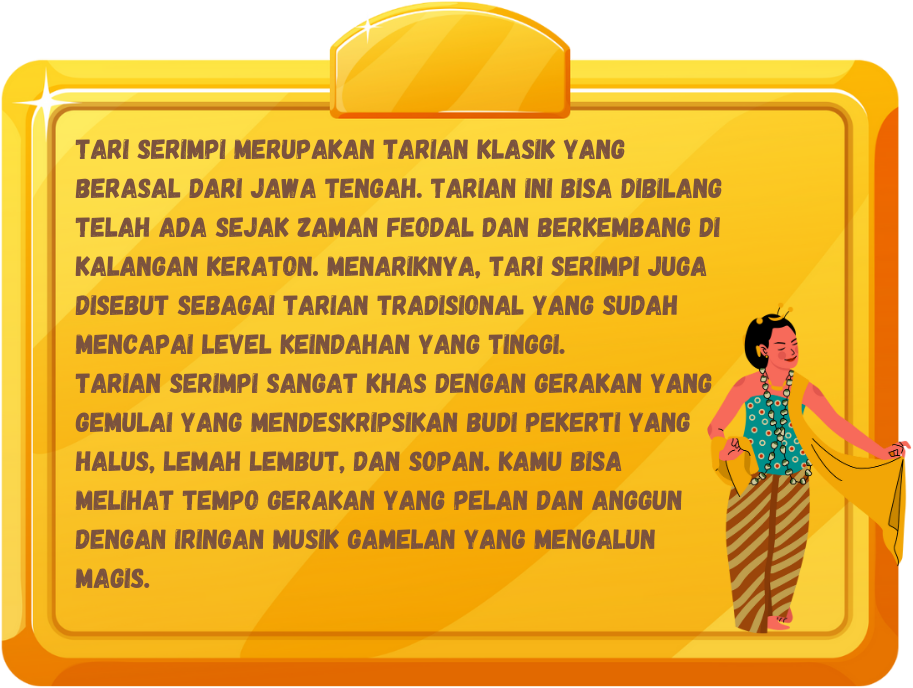 TARI SERIMPI MERUPAKAN TARIAN KLASIK YANG
BERASAL DARI JAWA TENGAH. TARIAN INI BISA DIBILANG
TELAH ADA SEJAK ZAMAN FEODAL DAN BERKEMBANG DI
KALANGAN KERATON. MENARIKNYA, TARI SERIMPI JUGA
DISEBUT SEBAGAI TARIAN TRADISIONAL YANG SUDAH
MENCAPAI LEVEL KEINDAHAN YANG TINGGI.
TARIAN SERIMPI SANGAT KHAS DENGAN GERAKAN YANG
GEMULAI YANG MENDESKRIPSIKAN BUDI PEKERTI YANG
HALUS, LEMAH LEMBUT, DAN SOPAN. KAMU BISA
MELIHAT TEMPO GERAKAN YANG PELAN DAN ANGGUN
DENGAN IRINGAN MUSIK GAMELAN YANG MENGALUN
MAGIS.